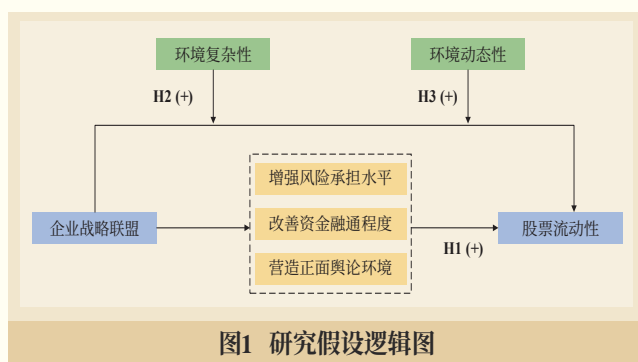 环境复杂性
环境动态性
H2 (+)
H3 (+)
增强风险承担水平
企业战略联盟
改善资金融通程度
股票流动性
H1 (+)
营造正面舆论环境
图1 研究假设逻辑图